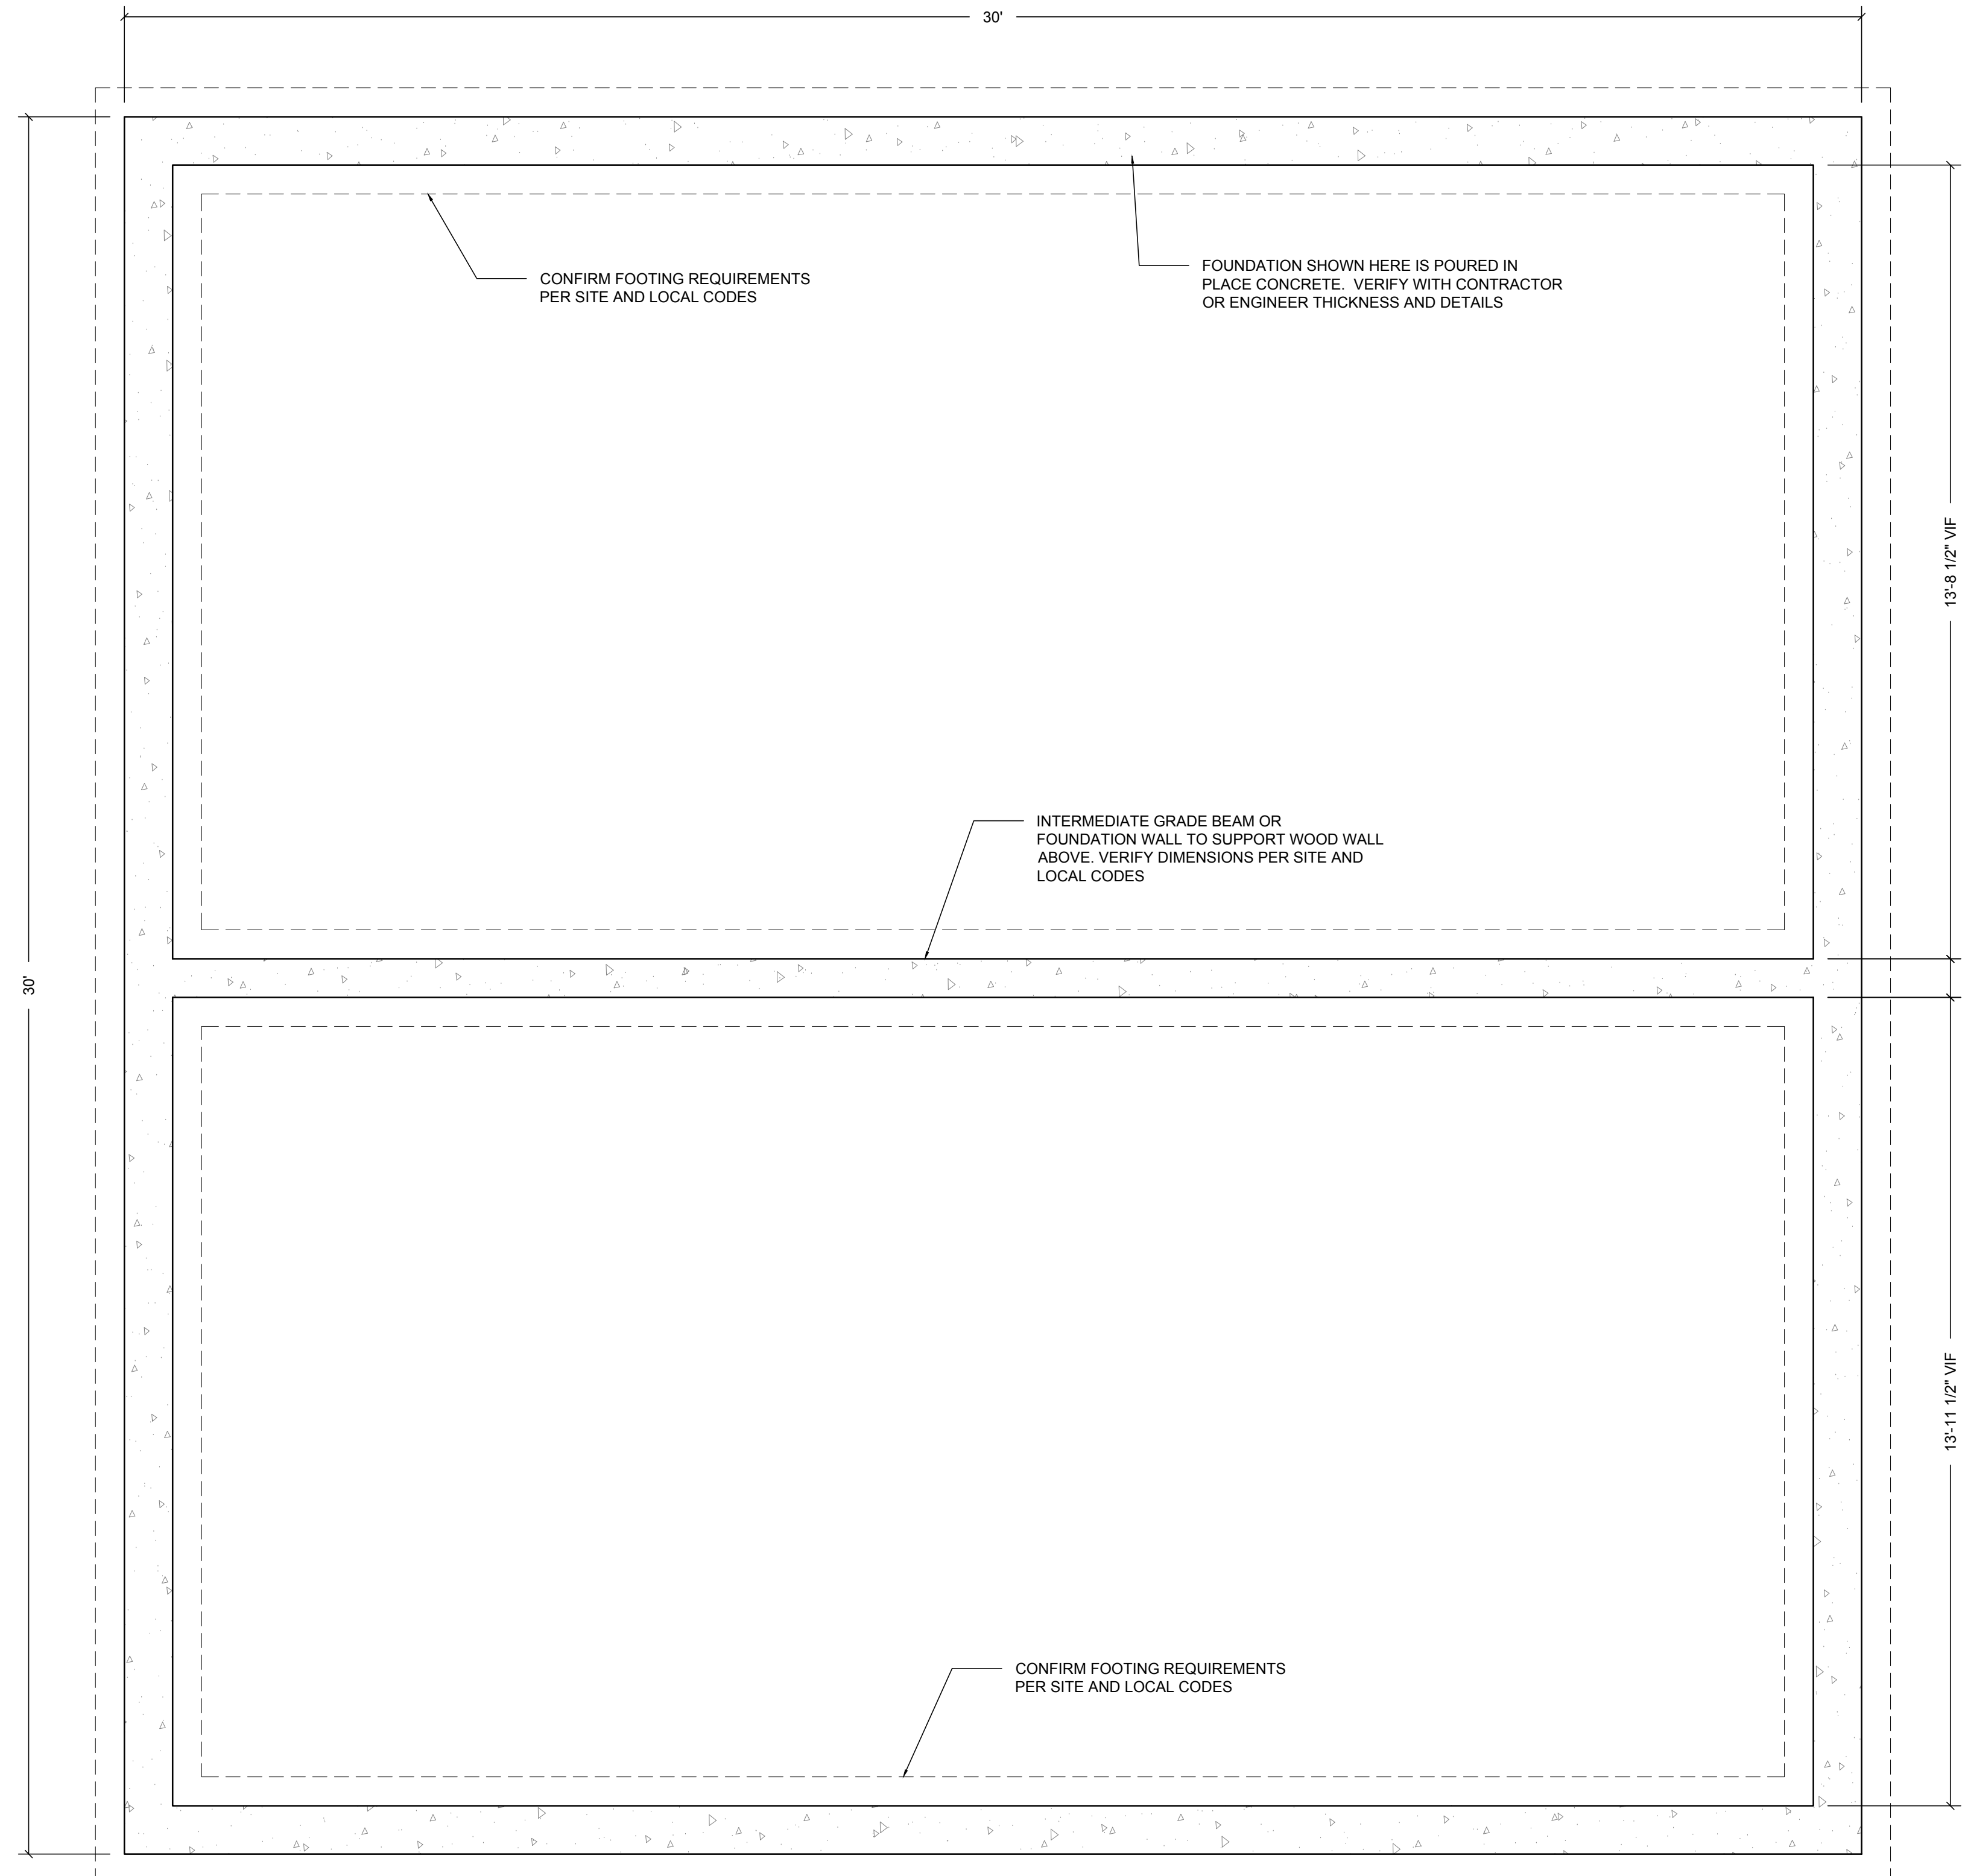 30'
CONFIRM FOOTING REQUIREMENTS
PER SITE AND LOCAL CODES
FOUNDATION SHOWN HERE IS POURED IN
PLACE CONCRETE. VERIFY WITH CONTRACTOR
OR ENGINEER THICKNESS AND DETAILS
13'-8 1/2" VIF
INTERMEDIATE GRADE BEAM OR
FOUNDATION WALL TO SUPPORT WOOD WALL
ABOVE. VERIFY DIMENSIONS PER SITE AND
LOCAL CODES
30'
13'-11 1/2" VIF
CONFIRM FOOTING REQUIREMENTS
PER SITE AND LOCAL CODES